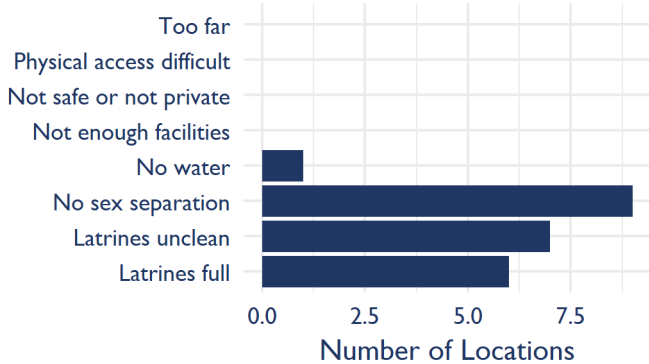 Too far
Physical access difficult
Not safe or not private
Not enough facilities
No water
No sex separation
Latrines unclean
Latrines full
0.0 2.5 5.0 7.5
Number of Locations